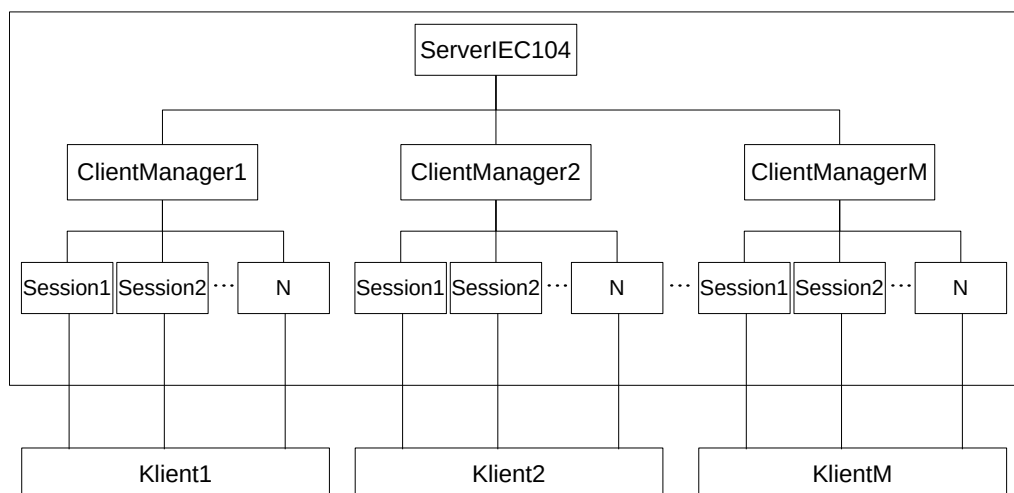 ServerIEC104
ClientManager1 ClientManager2 ClientManagerM
Session1 Session2 ... N Session1 Session2 ... N ... Session1 Session2 ... N
Klient1 Klient2 KlientM